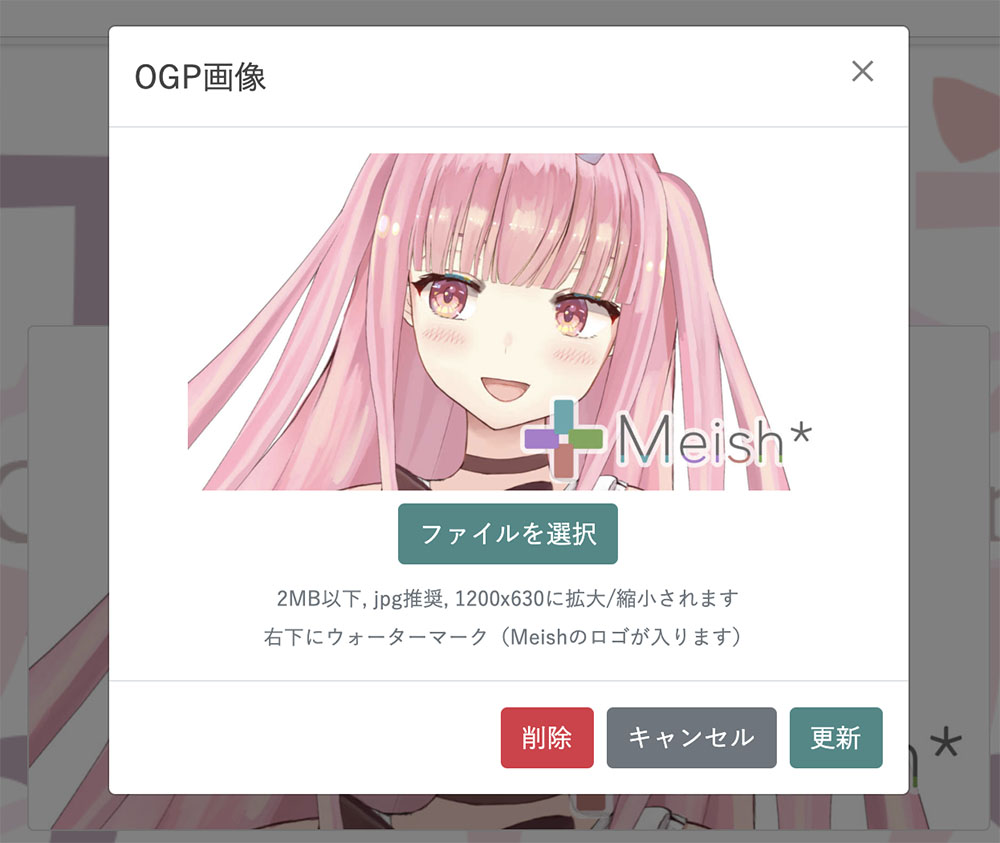 OGP画像
Meish*
ファイルを選択
2MB以下, jpg推奨, 1200x630に拡大/縮小されます
右下にウォーターマーク（Meishのロゴが入ります）
削除
キャンセル
更新